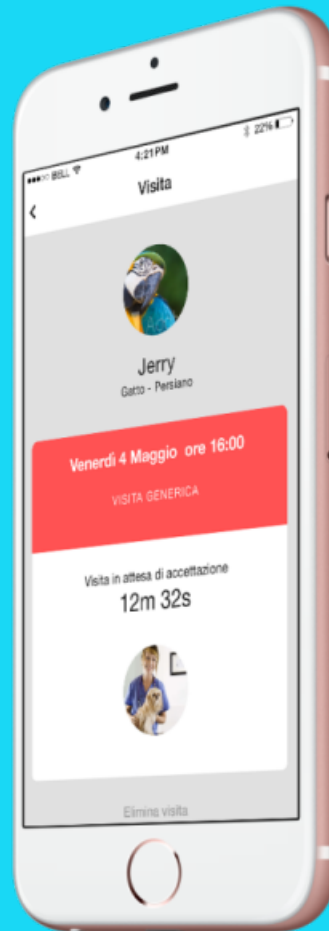 BELL
4:21PM
22%
Visita
Jerry
Gatto - Persiano
Venerdì 4 Maggio ore 16:00
VISITA GENERICA
Visita in attesa di accettazione
12m 32s
Elimina visita